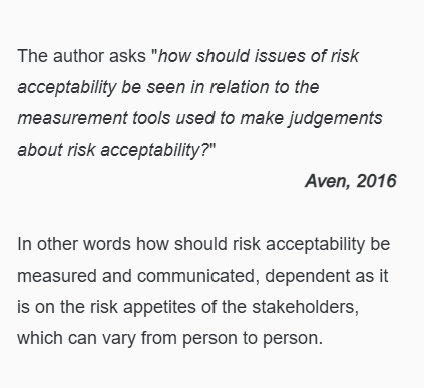 The author asks "how should issues of risk
acceptability be seen in relation to the
measurement tools used to make judgements
about risk acceptability?"
Aven, 2016
In other words how should risk acceptability be
measured and communicated, dependent as it
is on the risk appetites of the stakeholders,
which can vary from person to person.